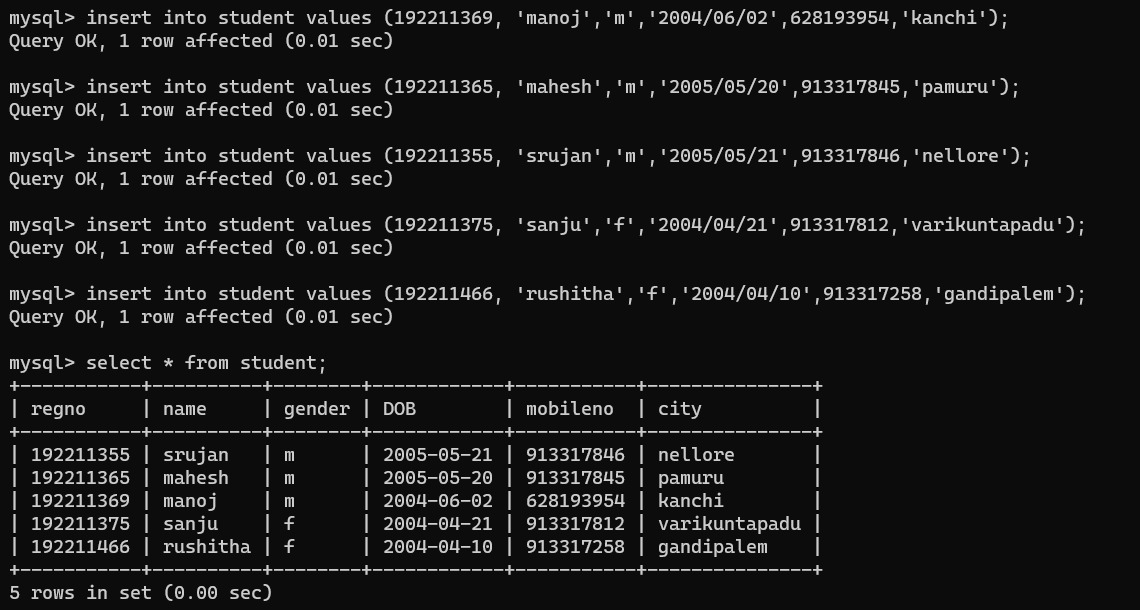 mysql> insert into student values (192211369, 'manoj','m','2004/06/02',628193954,'kanchi');
Query OK, 1 row affected (0.01 sec)

mysql> insert into student values (192211365, 'mahesh','m','2005/05/20',913317845,'pamuru');
Query OK, 1 row affected (0.01 sec)

mysql> insert into student values (192211355, 'srujan','m','2005/05/21',913317846,'nellore');
Query OK, 1 row affected (0.01 sec)

mysql> insert into student values (192211375, 'sanju','f','2004/04/21',913317812,'varikuntapadu');
Query OK, 1 row affected (0.01 sec)

mysql> insert into student values (192211466, 'rushitha','f','2004/04/10',913317258,'gandipalem');
Query OK, 1 row affected (0.01 sec)

mysql> select * from student;
+-----------+----------+--------+------------+-----------+---------------+
| regno     | name     | gender | DOB        | mobileno  | city          |
+-----------+----------+--------+------------+-----------+---------------+
| 192211355 | srujan   | m      | 2005-05-21 | 913317846 | nellore       |
| 192211365 | mahesh   | m      | 2005-05-20 | 913317845 | pamuru        |
| 192211369 | manoj    | m      | 2004-06-02 | 628193954 | kanchi        |
| 192211375 | sanju    | f      | 2004-04-21 | 913317812 | varikuntapadu |
| 192211466 | rushitha | f      | 2004-04-10 | 913317258 | gandipalem    |
+-----------+----------+--------+------------+-----------+---------------+
5 rows in set (0.00 sec)